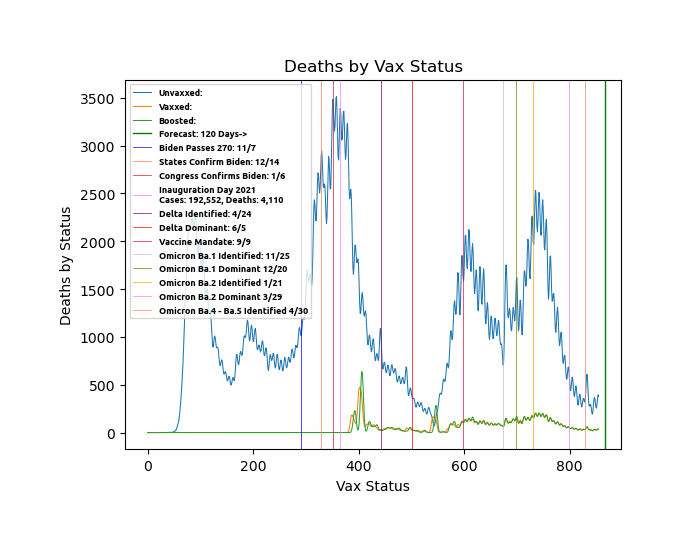 Deaths by Vax Status
Deaths by Status
3500
3000
2500
2000
1500
1000
500
0
Unvaxxed:
Vaxxed:
Boosted:
Forecast: 120 Days->
Biden Passes 270: 11/7
States Confirm Biden: 12/14
Congress Confirms Biden: 1/6
Inauguration Day 2021
Cases: 192,552, Deaths: 4,110
Delta Identified: 4/24
Delta Dominant: 6/5
Vaccine Mandate: 9/9
Omicron Ba.1 Identified: 11/25
Omicron Ba.1 Dominant 12/20
Omicron Ba.2 Identified 1/21
Omicron Ba.2 Dominant 3/29
Omicron Ba.4 - Ba.5 Identified 4/30
0 200 400 600 800
Vax Status